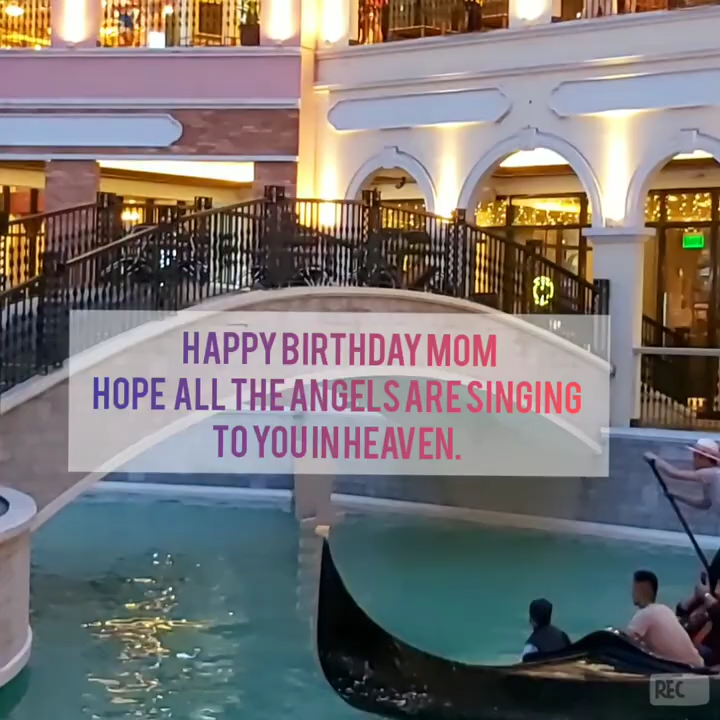 HAPPY BIRTHDAY MOM
HOPE ALL THE ANGELS ARE SINGING
TO YOU IN HEAVEN.
REC